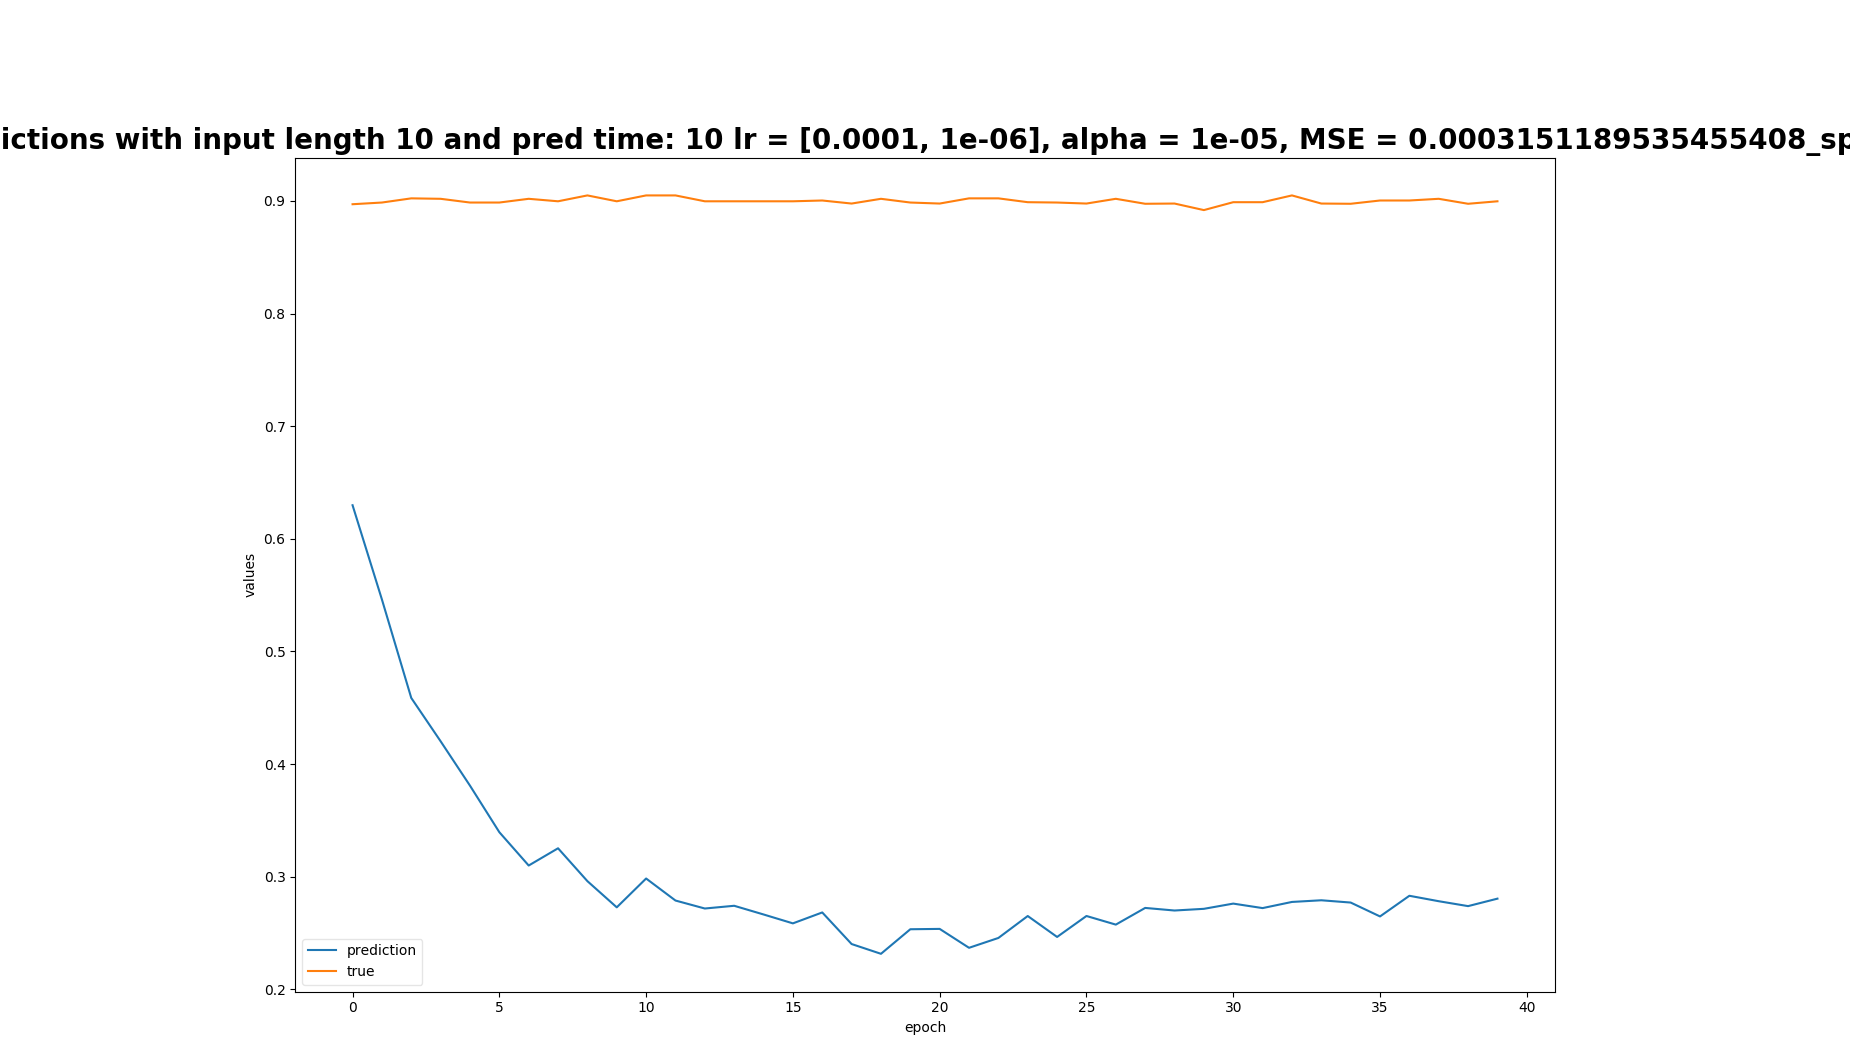 ictions with input length 10 and pred time: 10 lr = [0.0001, 1e-06], alpha = 1e-05, MSE = 0.0003151189535455408_sp
0.9
0.8
0.7
0.6
0.5
0.4
0.3
0.2
values
prediction
true
0 5 10 15 20 25 30 35 40
epoch